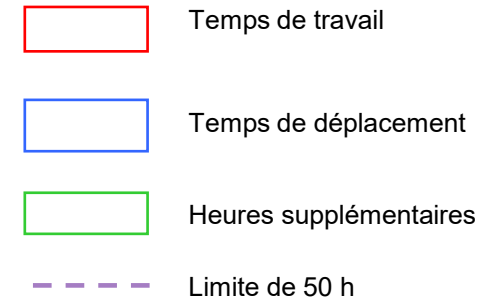 Temps de travail
Temps de déplacement
Heures supplémentaires
Limite de 50 h